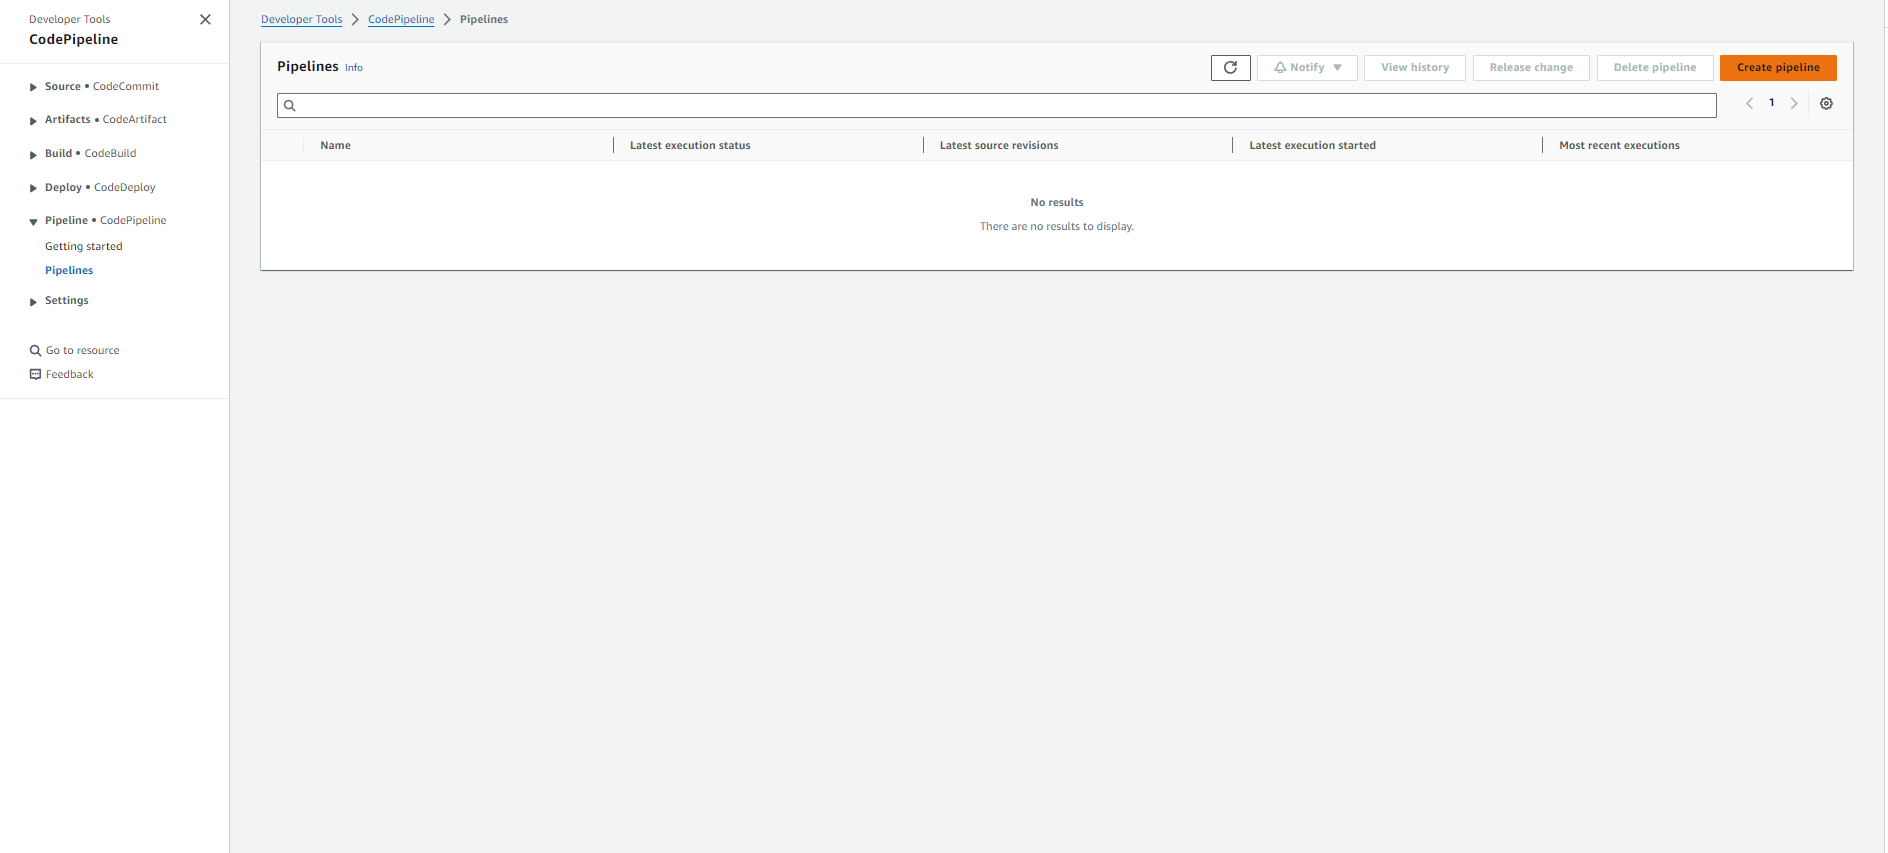 Developer Tools
CodePipeline
Source • CodeCommit
Artifacts • CodeArtifact
Build • CodeBuild
Deploy • CodeDeploy
Pipeline • CodePipeline
Getting started
Pipelines
Settings
Go to resource
Feedback
Developer Tools > CodePipeline > Pipelines
Pipelines Info
Notify View history Release change Delete pipeline Create pipeline
1
Name Latest execution status Latest source revisions Latest execution started Most recent executions
No results
There are no results to display.